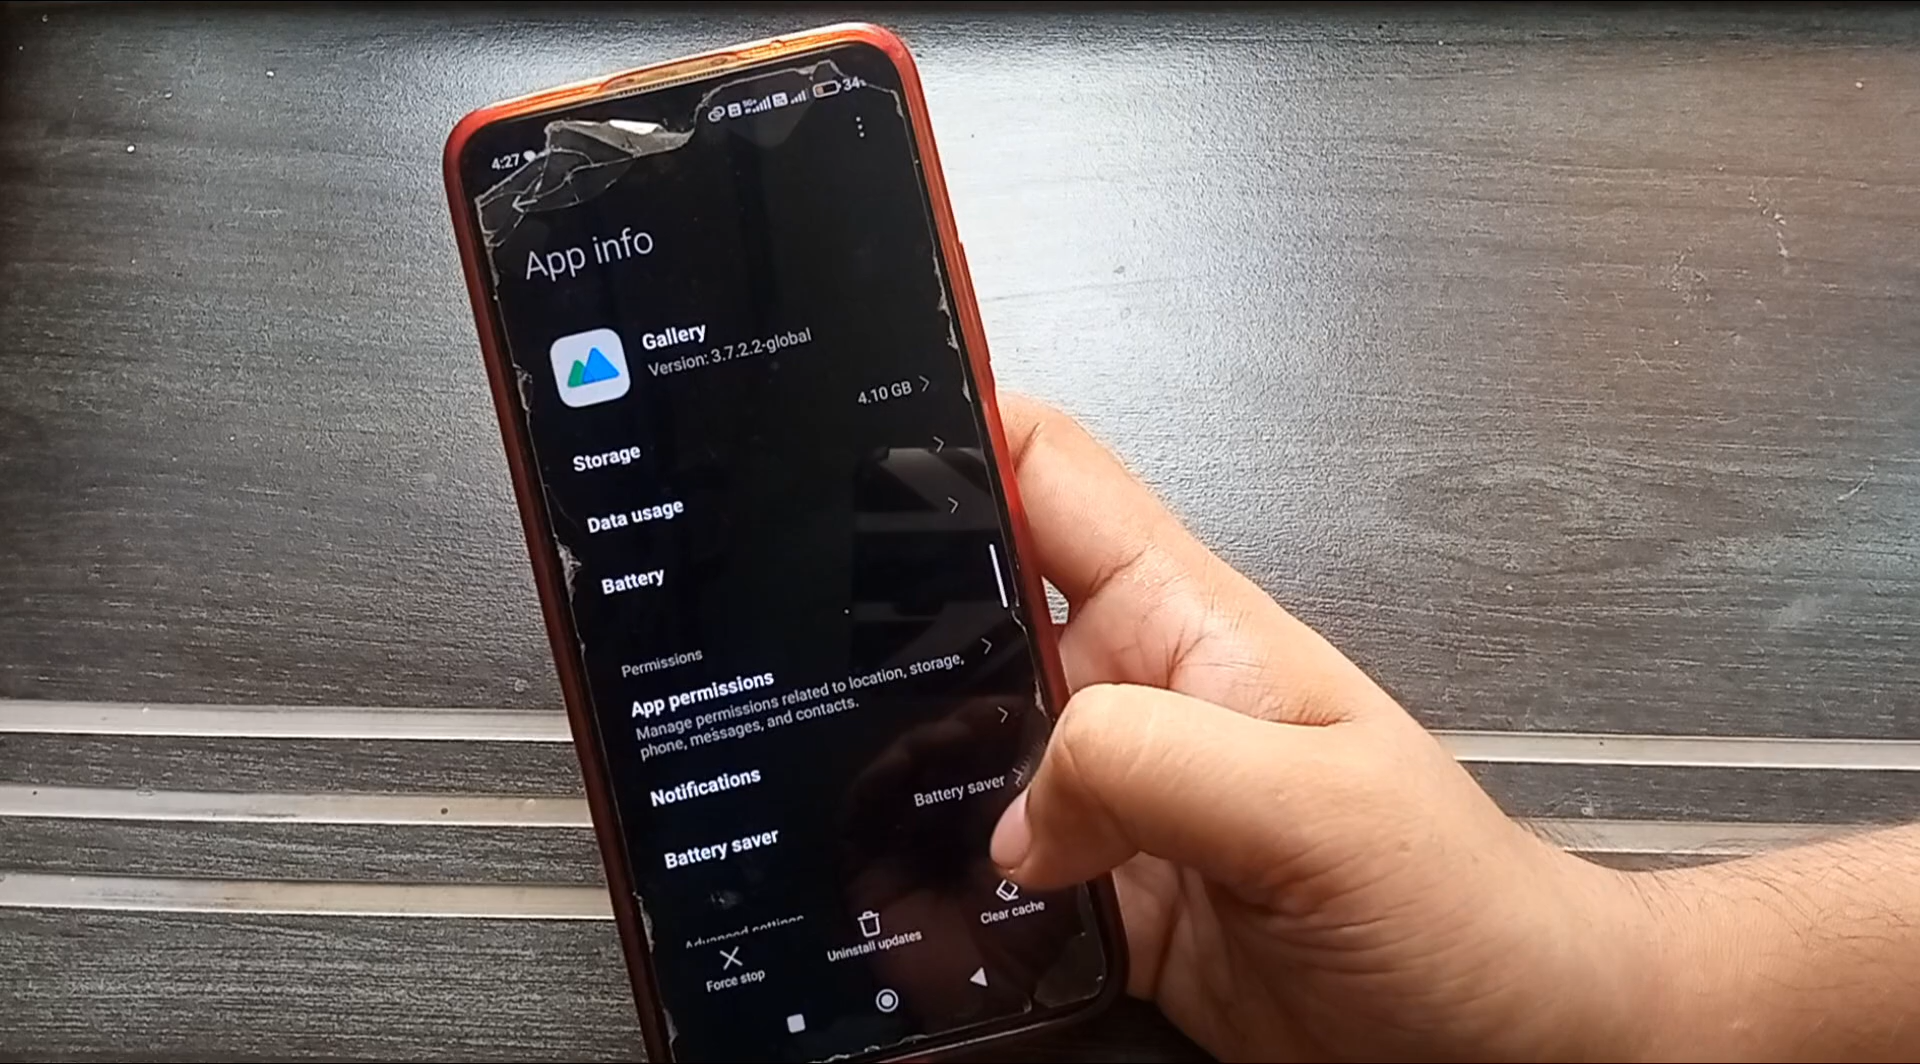 4:27
5G+
34
App info
Gallery
Version: 3.7.2.2-global
4.10 GB
Storage
Data usage
Battery
Permissions
App permissions
Manage permissions related to location, storage,
phone, messages, and contacts.
Notifications
Battery saver
Battery saver
Advanced settings
Force stop
Uninstall updates
Clear cache